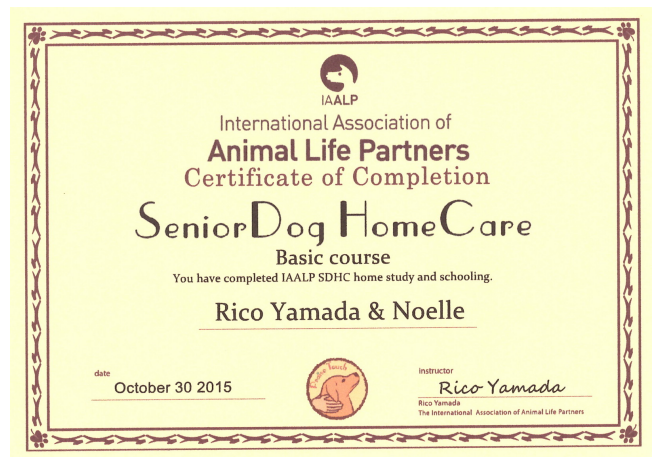 IAALP
International Association of
Animal Life Partners
Certificate of Completion
SeniorDog HomeCare
Basic course
You have completed IAALP SDHC home study and schooling.
Rico Yamada & Noelle
date
October 30 2015
Touch
instructor
Rico Yamada
Rico Yamada
The International Association of Animal Life Partners